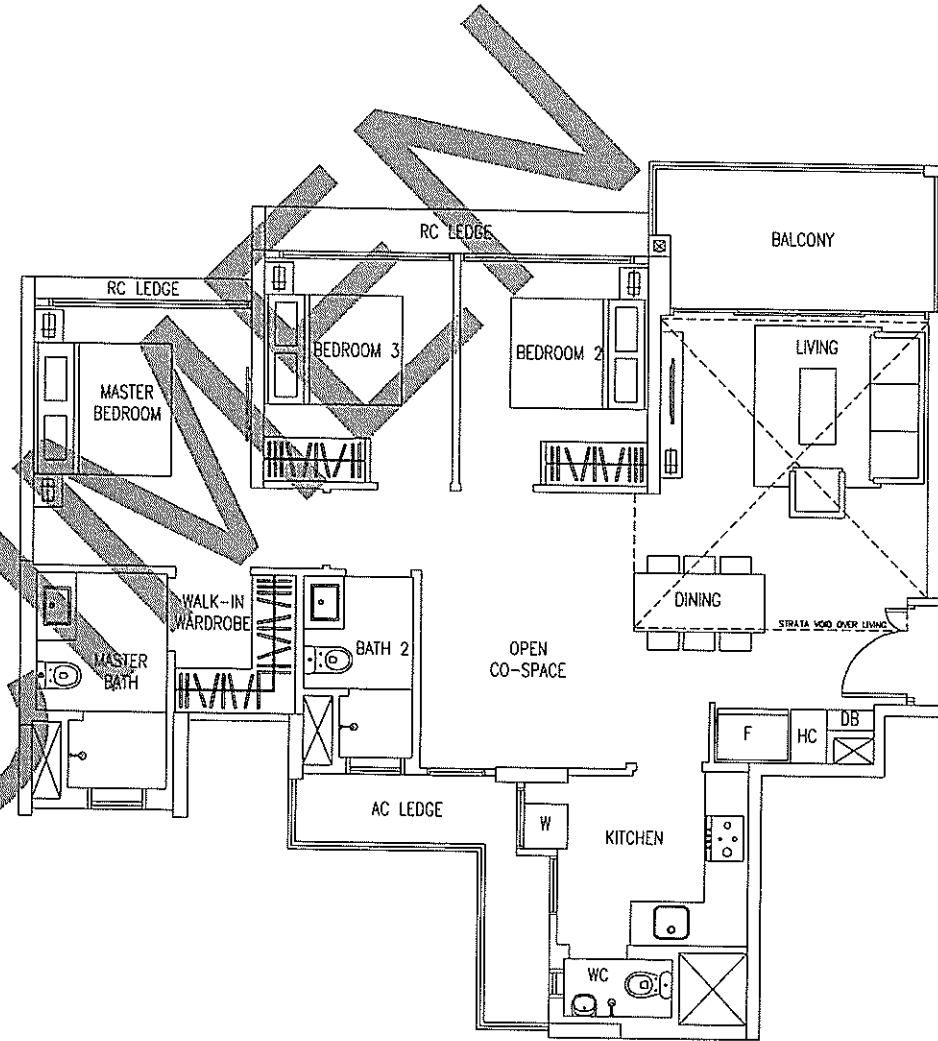 BALCONY
RC LEDGE
RC LEDGE
BEDROOM 3
BEDROOM 2
LIVING
MASTER
BEDROOM
WALK-IN
WARDROBE
DINING
STRATA VOID OVER LIVING
MASTER
BATH
BATH 2
OPEN
CO-SPACE
F
HC
DB
AC LEDGE
W
KITCHEN
WC